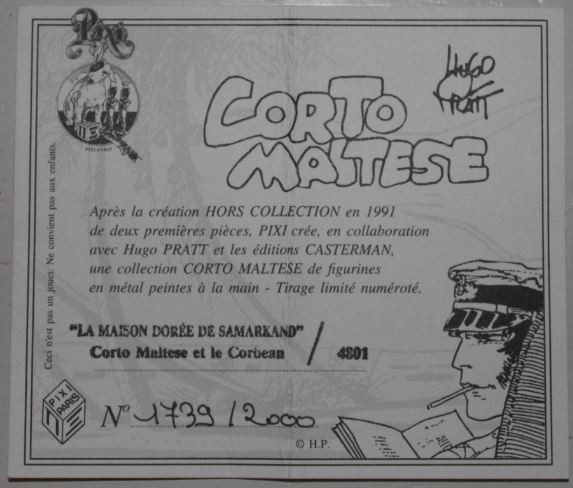 Pixi
PIXI PARIS
CORTO
MALTESE
HUGO
PRATT
Après la création HORS COLLECTION en 1991
de deux premières pièces, PIXI crée, en collaboration
avec Hugo PRATT et les éditions CASTERMAN,
une collection CORTO MALTESE de figurines
en métal peintes à la main - Tirage limité numéroté.
Ceci n'est pas un jouet. Ne convient pas aux enfants.
"LA MAISON DORÉE DE SAMARKAND"
Corto Maltese et le Corbeau / 4801
PIXI
PARIS
N° 1739 / 2000
© H.P.